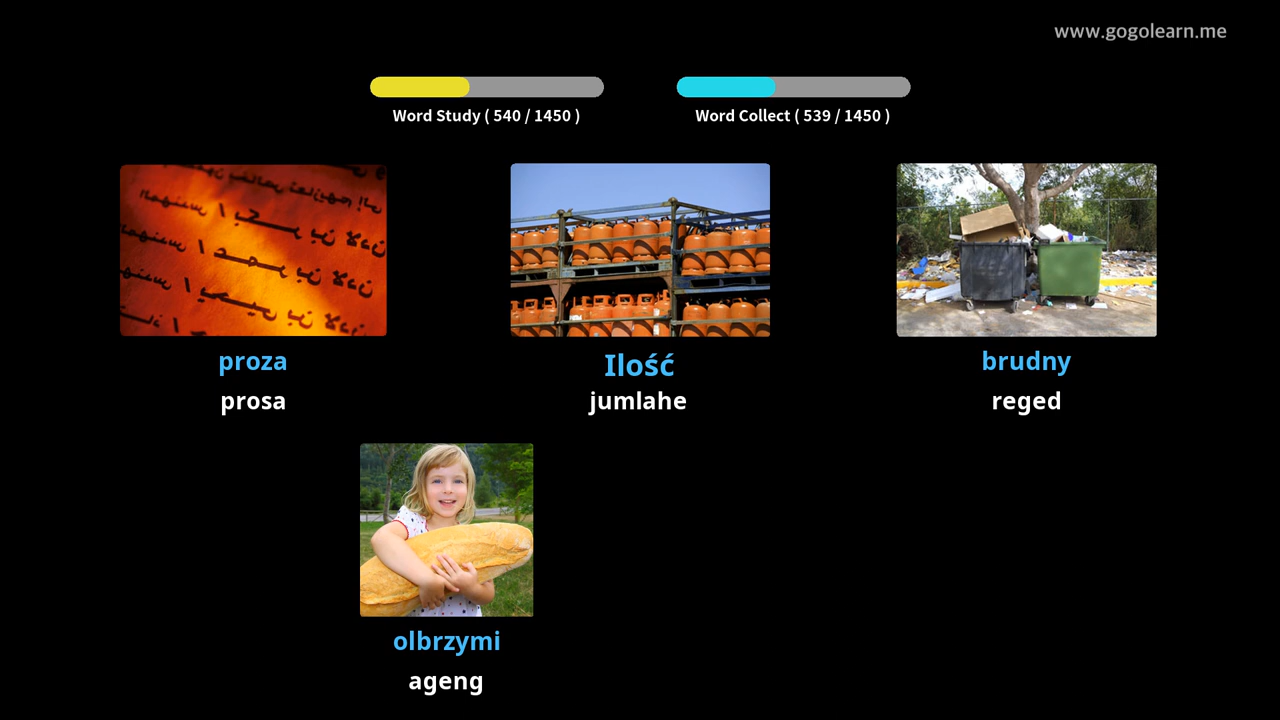 www.gogolearn.me
Word Study ( 540 / 1450 )
Word Collect ( 539 / 1450 )
proza
prosa
Ilość
jumlahe
brudny
reged
olbrzymi
ageng